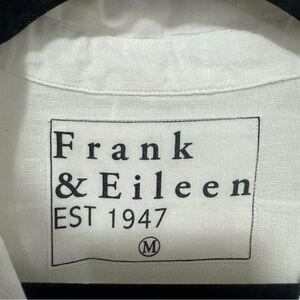 Frank
& Eileen
EST 1947
M